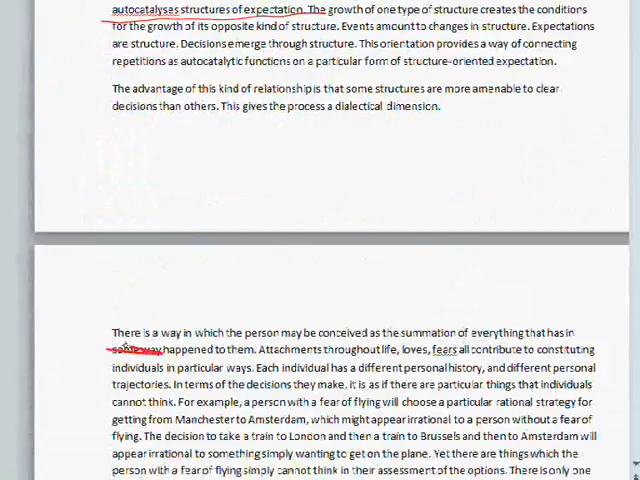 autocatalyses structures of expectation. The growth of one type of structure creates the conditions
for the growth of its opposite kind of structure. Events amount to changes in structure. Expectations
are structure. Decisions emerge through structure. This orientation provides a way of connecting
repetitions as autocatalytic functions on a particular form of structure-oriented expectation.
The advantage of this kind of relationship is that some structures are more amenable to clear
decisions than others. This gives the process a dialectical dimension.
There is a way in which the person may be conceived as the summation of everything that has in
some way happened to them. Attachments throughout life, loves, fears all contribute to constituting
individuals in particular ways. Each individual has a different personal history, and different personal
trajectories. In terms of the decisions they make, it is as if there are particular things that individuals
cannot think. For example, a person with a fear of flying will choose a particular rational strategy for
getting from Manchester to Amsterdam, which might appear irrational to a person without a fear of
flying. The decision to take a train to London and then a train to Brussels and then to Amsterdam will
appear irrational to something simply wanting to get on the plane. Yet there are things which the
person with a fear of flying simply cannot think in their assessment of the options. There is only one